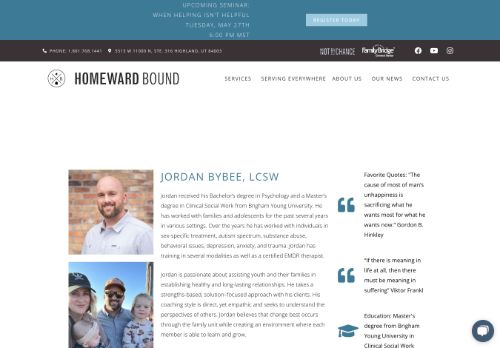 UPCOMING SEMINAR:
WHEN HELPING ISN'T HELPFUL
TUESDAY, MAY 27TH
6:00 PM MST
REGISTER TODAY
PHONE: 1.801.768.1441
5513 W 11000 N, STE. 316 HIGHLAND, UT 84003
NOT BY CHANCE
FamilyBridge
HOMEWARD BOUND
SERVICES
SERVING EVERYWHERE
ABOUT US
OUR NEWS
CONTACT US
JORDAN BYBEE, LCSW
Jordan received his Bachelor's degree in Psychology and a Master's
degree in Clinical Social Work from Brigham Young University. He
has worked with families and adolescents for the past several years
in various settings. Over the years he has worked with individuals in
sex-specific treatment, autism spectrum, substance abuse,
behavioral issues, depression, anxiety, and trauma. Jordan has
training in several modalities as well as a certified EMDR therapist.
Jordan is passionate about assisting youth and their families in
establishing healthy and long-lasting relationships. He takes a
strengths-based, solution-focused approach with his clients. His
coaching style is direct, yet empathic and seeks to understand the
perspectives of others. Jordan believes that change best occurs
through the family unit while creating an environment where each
member is able to learn and grow.
Favorite Quotes: "The
cause of most of man's
unhappiness is
sacrificing what he
wants most for what he
wants now." Gordon B.
Hinkley
"If there is meaning in
life at all, then there
must be meaning in
suffering" Viktor Frankl
Education: Master's
degree from Brigham
Young University in
Clinical Social Work